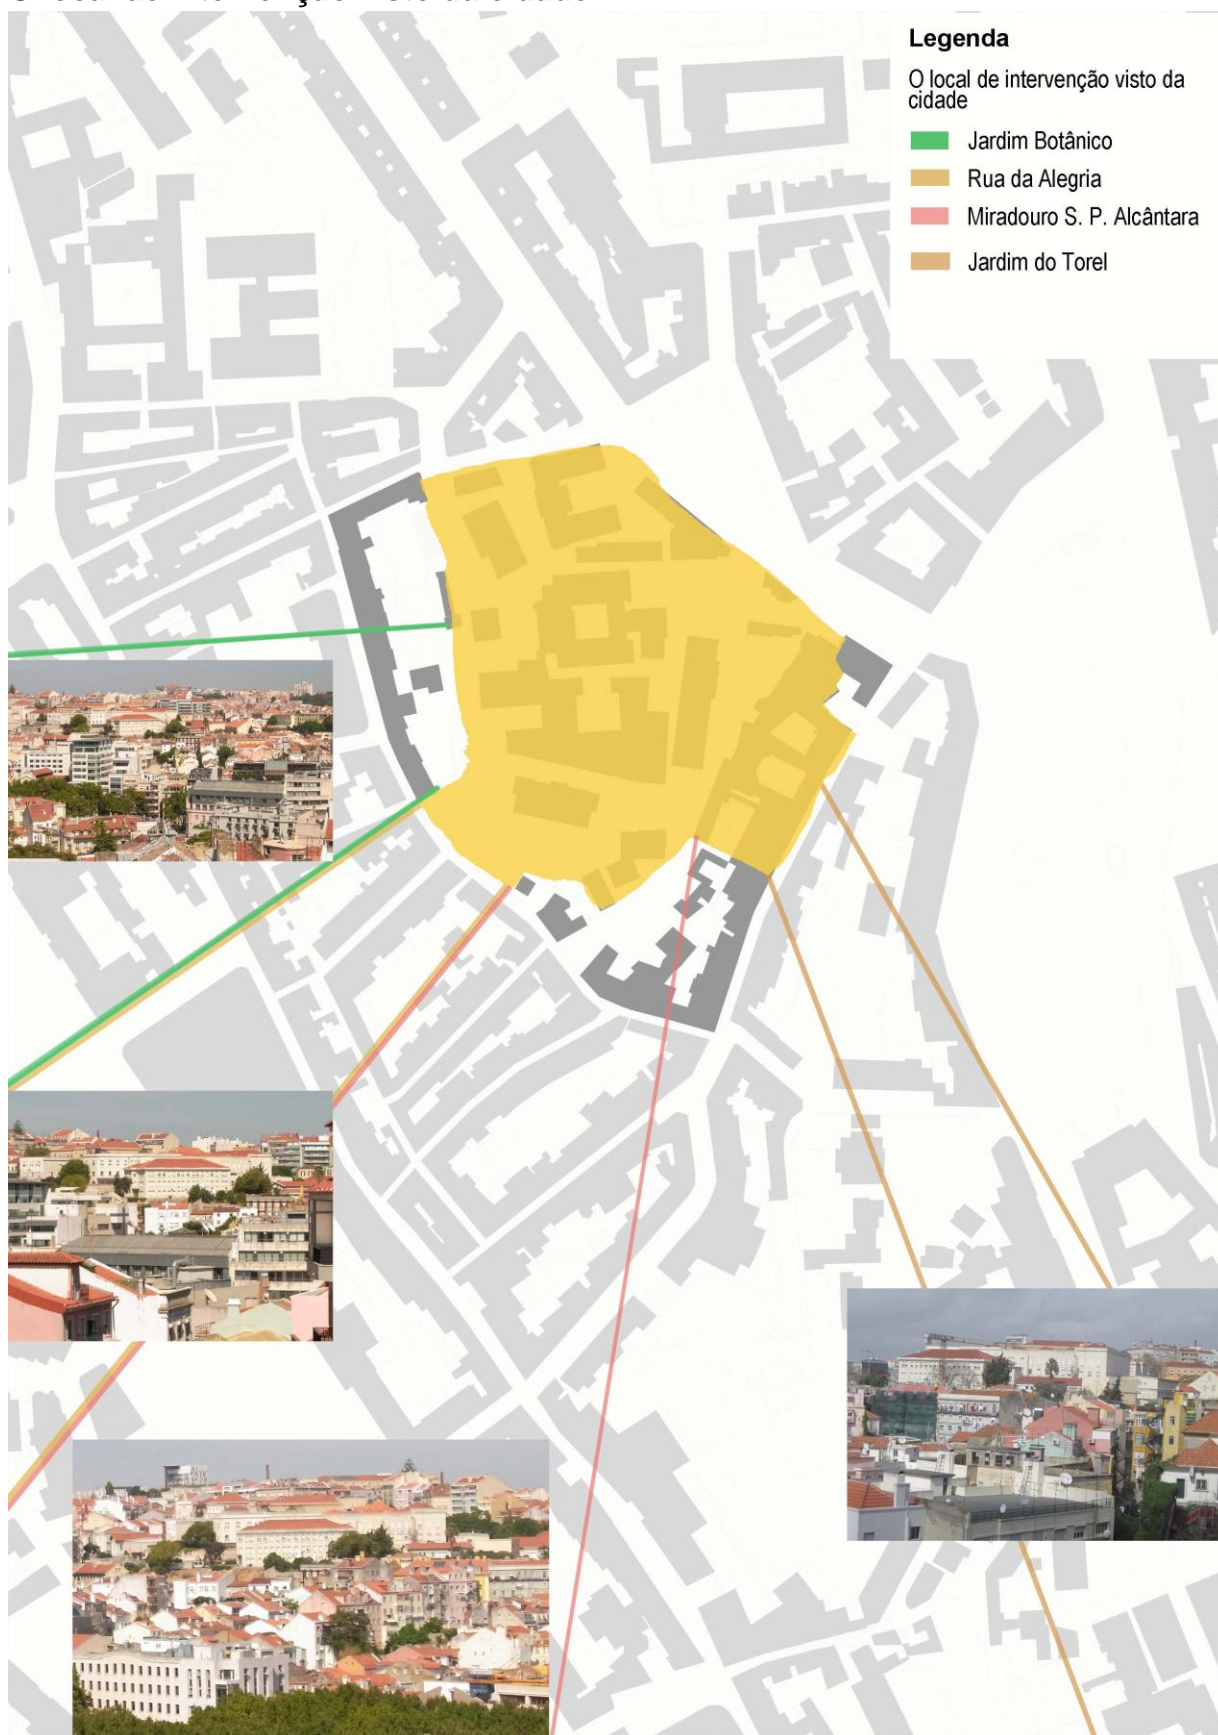 Legenda
O local de intervenção visto da
cidade
Jardim Botânico
Rua da Alegria
Miradouro S. P. Alcântara
Jardim do Torel